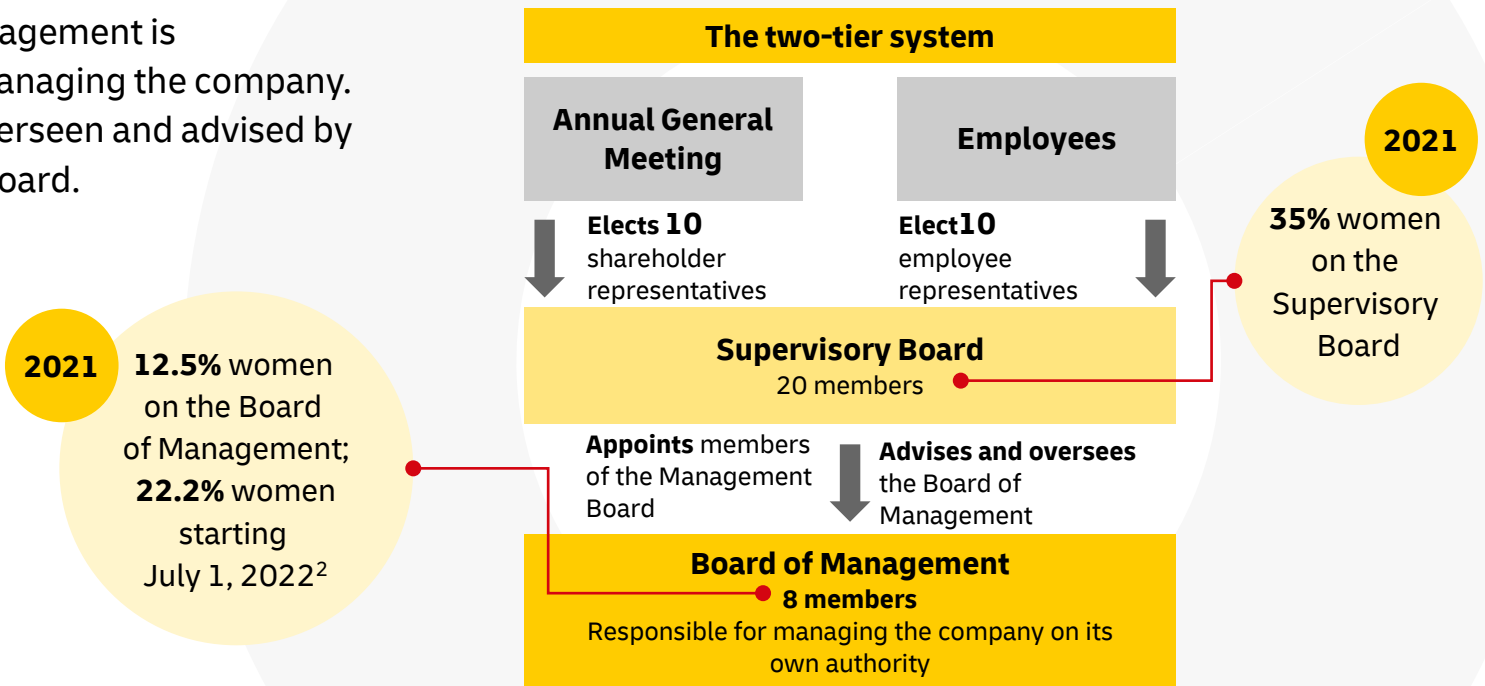 agement is
anaging the company.
erseen and advised by
oard.
The two-tier system
Annual General
Meeting
Employees
Elects 10
shareholder
representatives
Elect10
employee
representatives
2021
35% women
on the
Supervisory
Board
Supervisory Board
20 members
2021
12.5% women
on the Board
of Management;
22.2% women
starting
July 1, 2022²
Appoints members
of the Management
Board
Advises and oversees
the Board of
Management
Board of Management
8 members
Responsible for managing the company on its
own authority